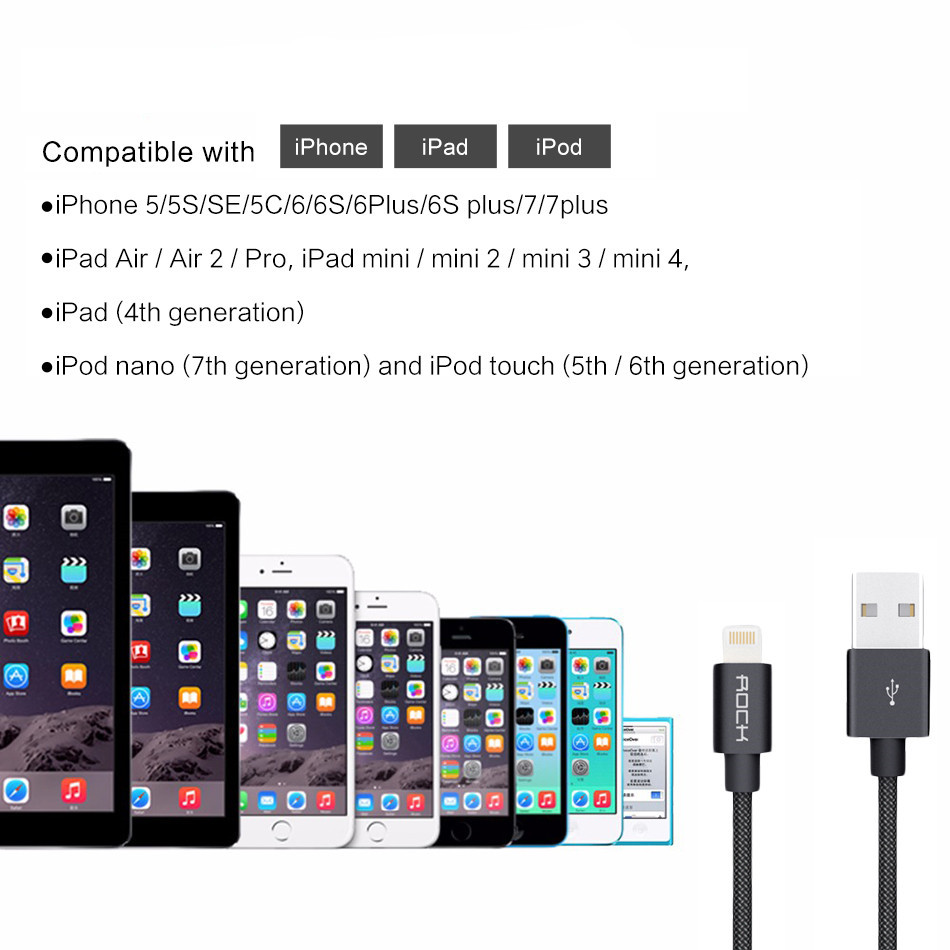 Compatible with iPhone iPad iPod
●iPhone 5/5S/SE/5C/6/6S/6Plus/6S plus/7/7plus
●iPad Air / Air 2 / Pro, iPad mini / mini 2 / mini 3 / mini 4,
●iPad (4th generation)
●iPod nano (7th generation) and iPod touch (5th / 6th generation)
ROCK